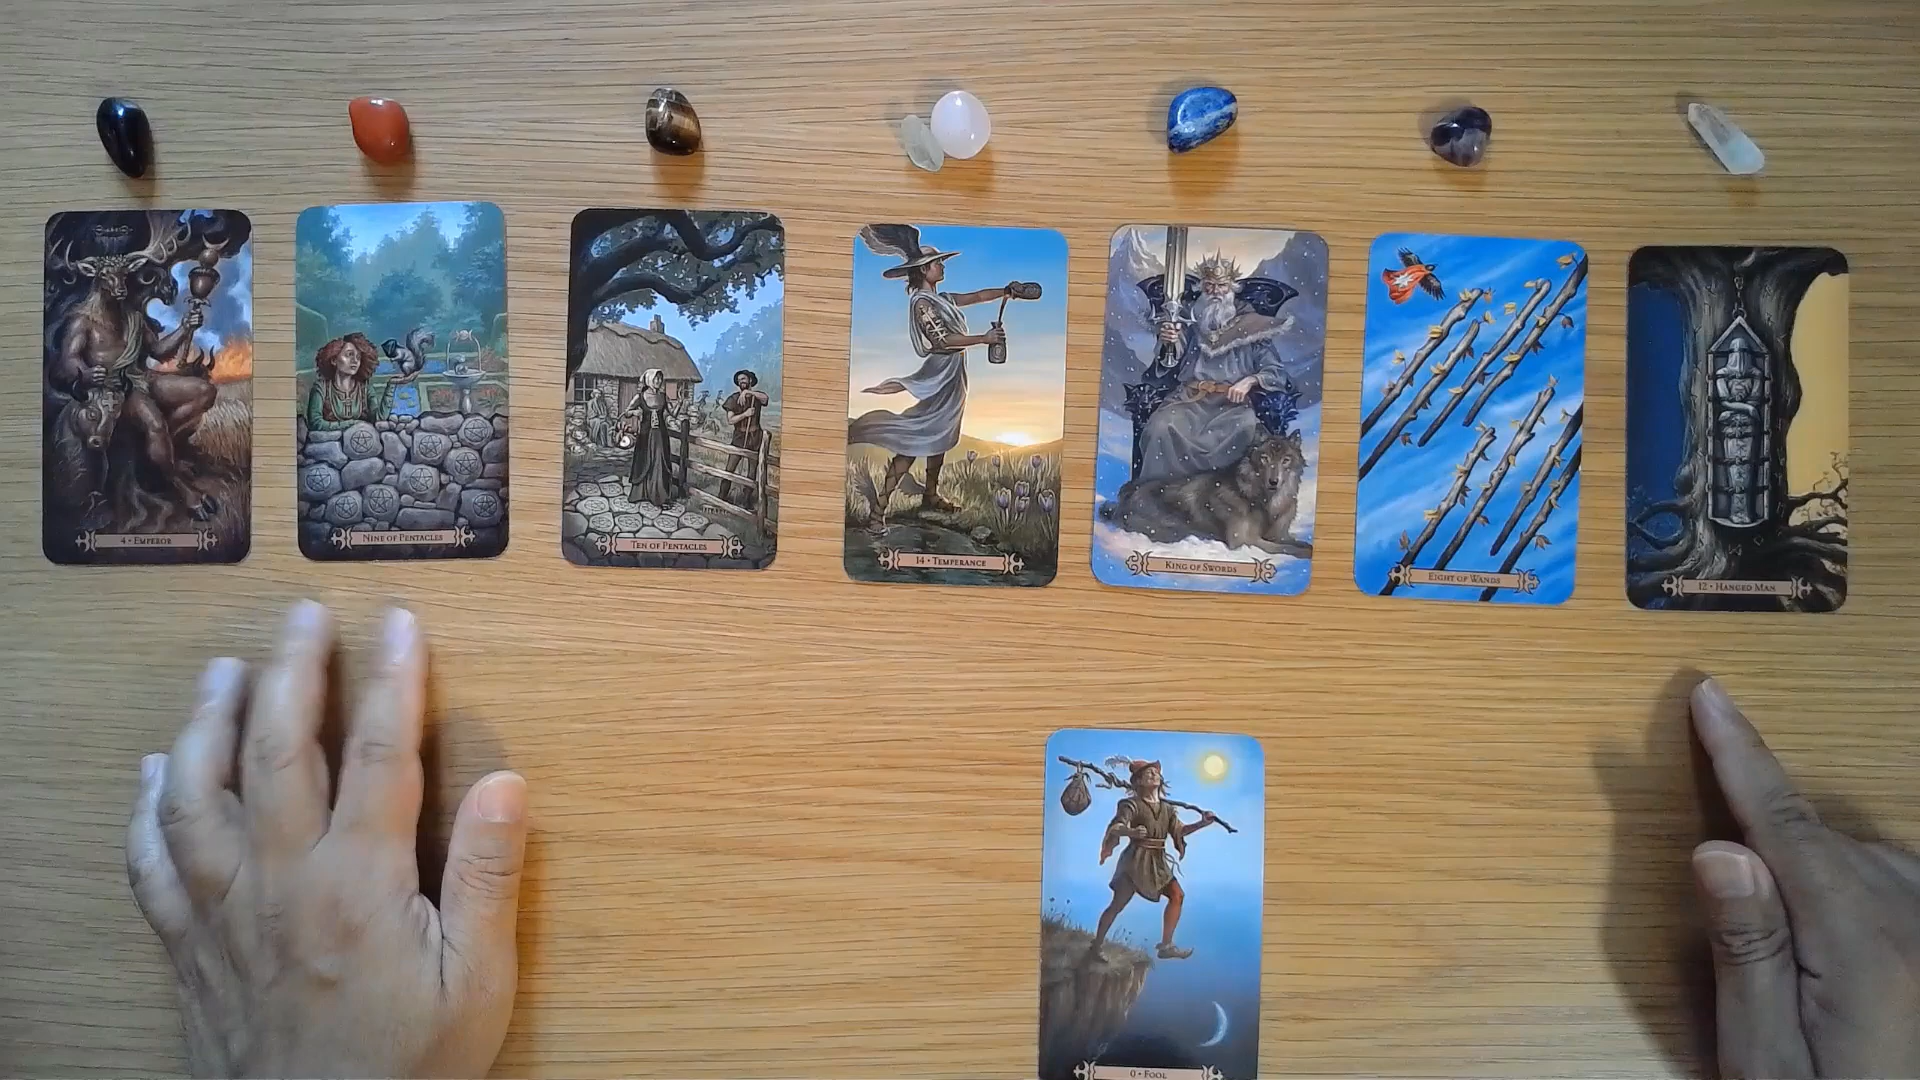 4 • Emperor
Nine of Pentacles
Ten of Pentacles
14 • Temperance
King of Swords
Eight of Wands
12 • Hanged Man
0 • Fool